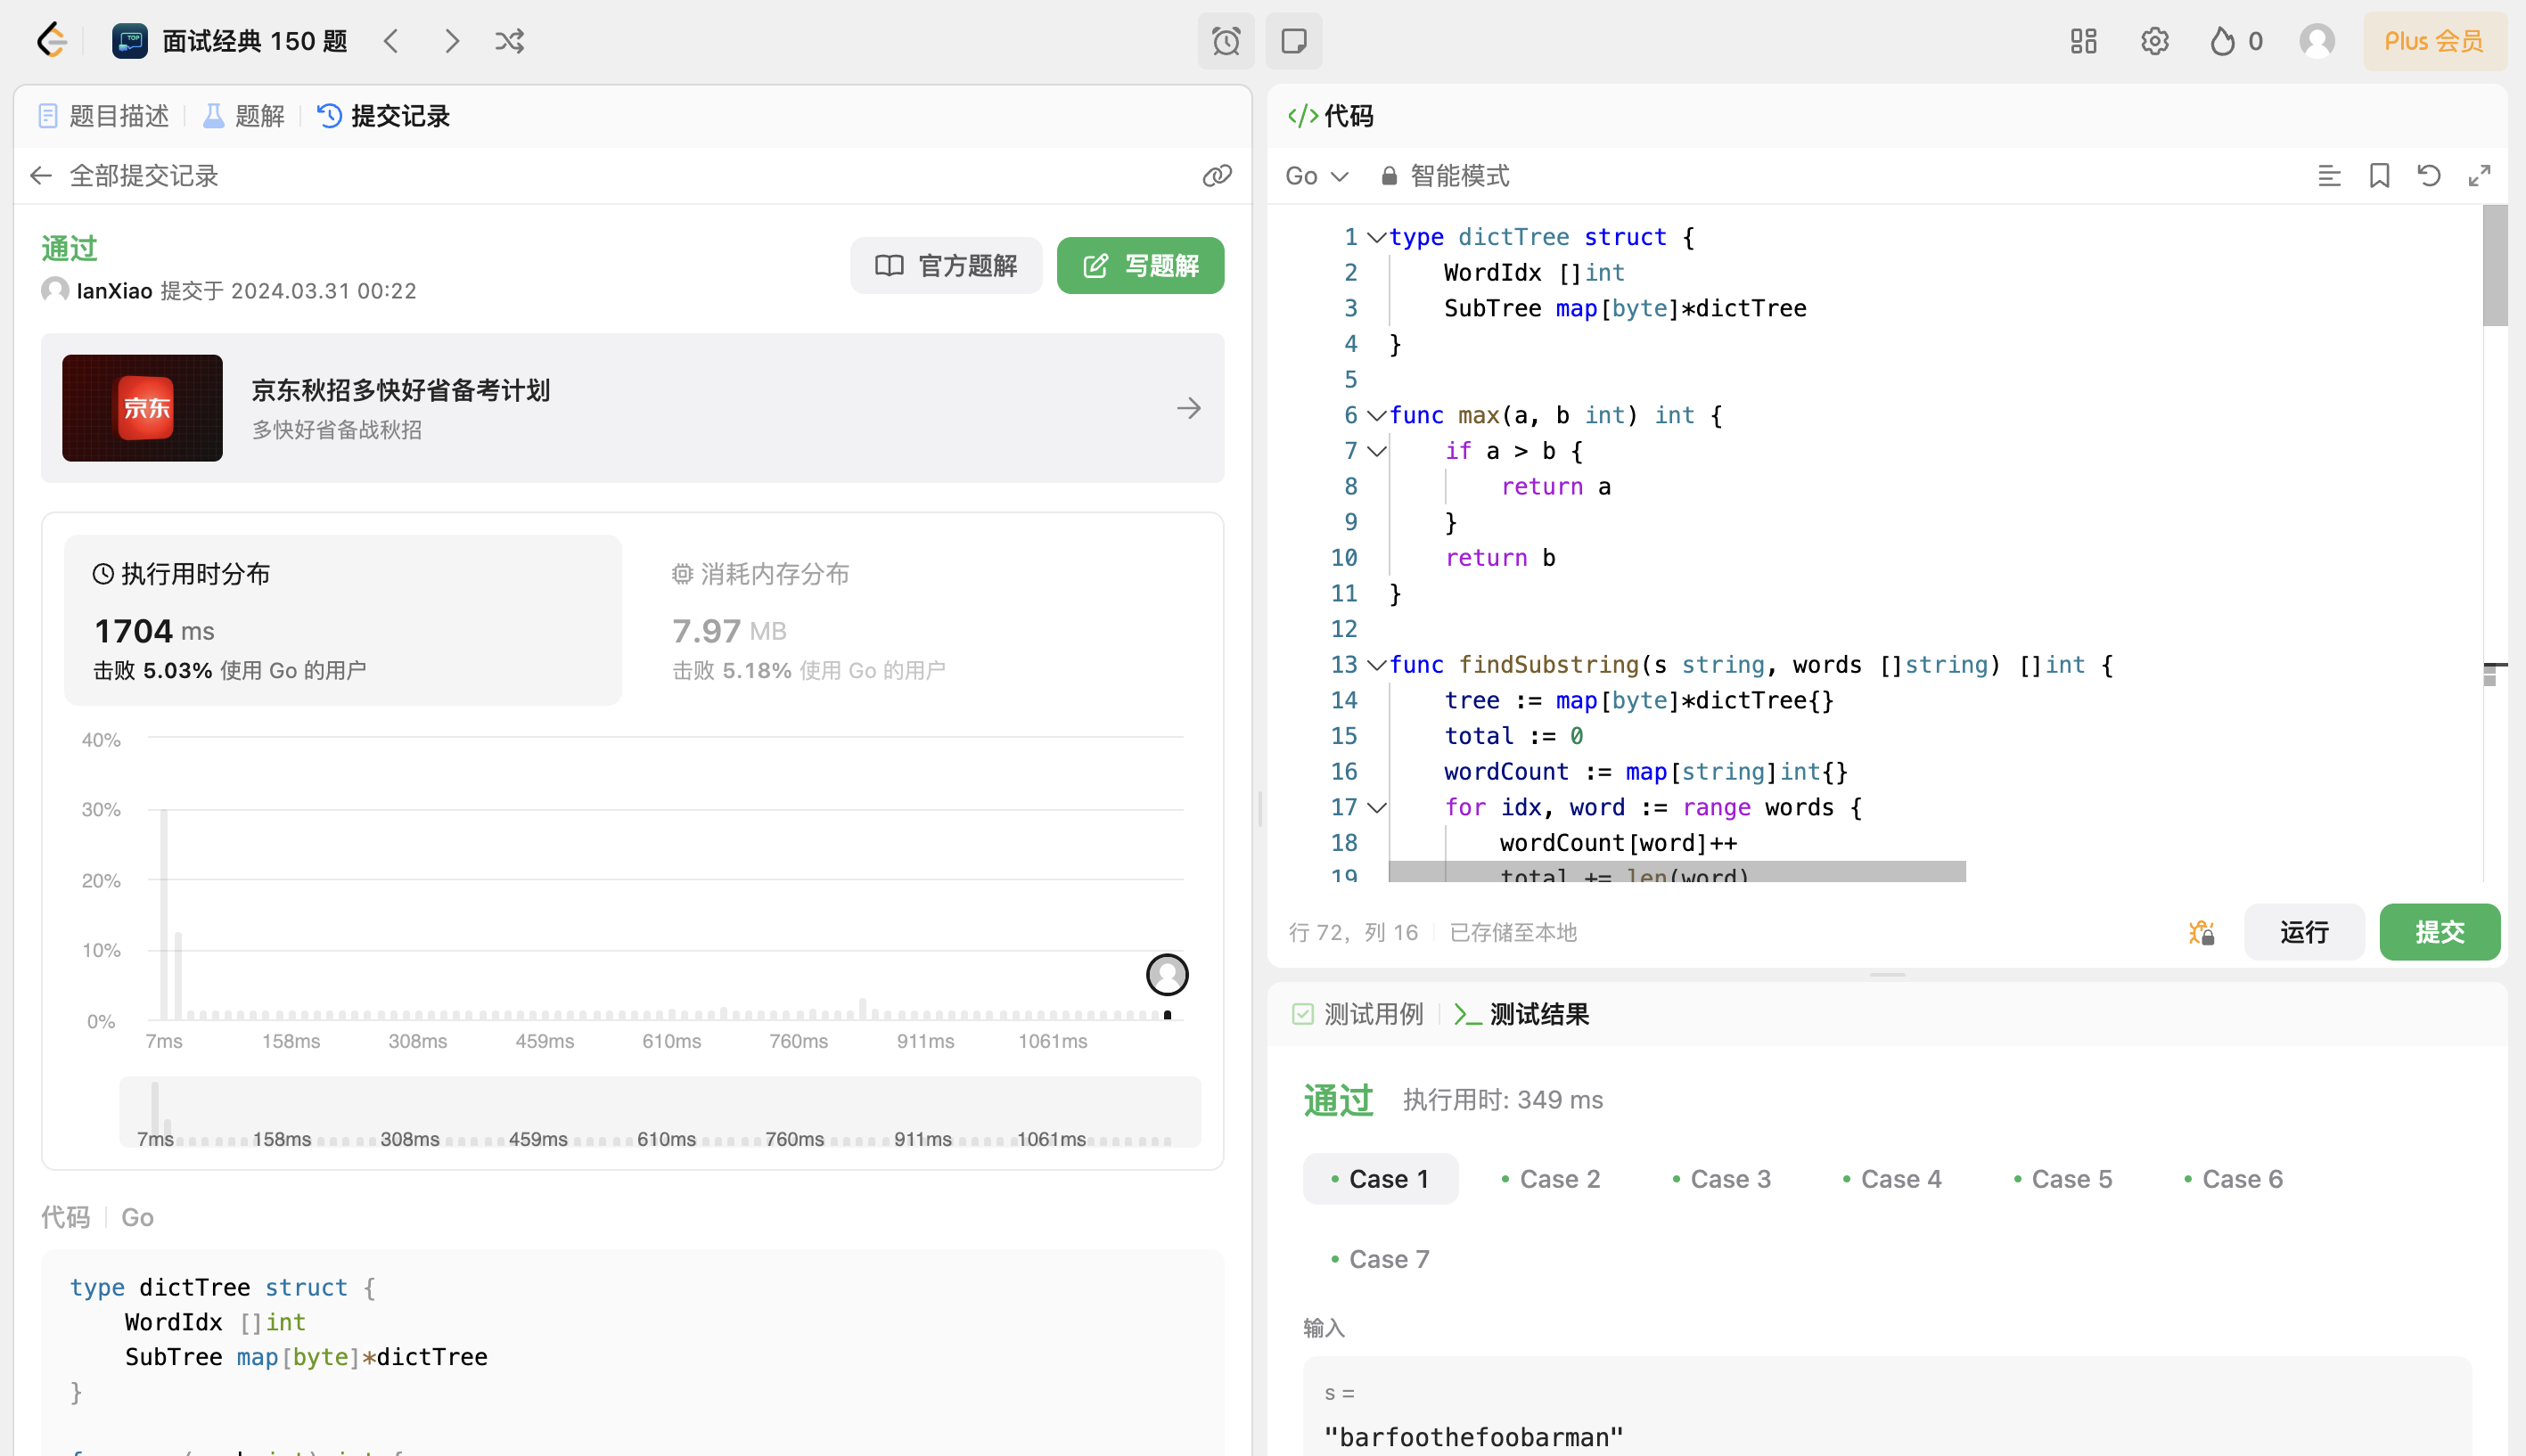 面试经典 150 题
0
Plus 会员
题目描述
题解
提交记录
全部提交记录
通过
官方题解
写题解
IanXiao 提交于 2024.03.31 00:22
京东
京东秋招多快好省备考计划
多快好省备战秋招
执行用时分布
1704 ms
击败 5.03% 使用 Go 的用户
消耗内存分布
7.97 MB
击败 5.18% 使用 Go 的用户
40%
30%
20%
10%
0%
7ms 158ms 308ms 459ms 610ms 760ms 911ms 1061ms
7ms 158ms 308ms 459ms 610ms 760ms 911ms 1061ms
代码 Go
type dictTree struct {
WordIdx []int
SubTree map[byte]*dictTree
}
代码
Go 智能模式
1 type dictTree struct {
2 WordIdx []int
3 SubTree map[byte]*dictTree
4 }
5
6 func max(a, b int) int {
7 if a > b {
8 return a
9 }
10 return b
11 }
12
13 func findSubstring(s string, words []string) []int {
14 tree := map[byte]*dictTree{}
15 total := 0
16 wordCount := map[string]int{}
17 for idx, word := range words {
18 wordCount[word]++
19 total += len(word)
行 72, 列 16 已存储至本地
运行
提交
测试用例
测试结果
通过 执行用时: 349 ms
Case 1 Case 2 Case 3 Case 4 Case 5 Case 6
Case 7
输入
s =
"barfoothefoobarman"